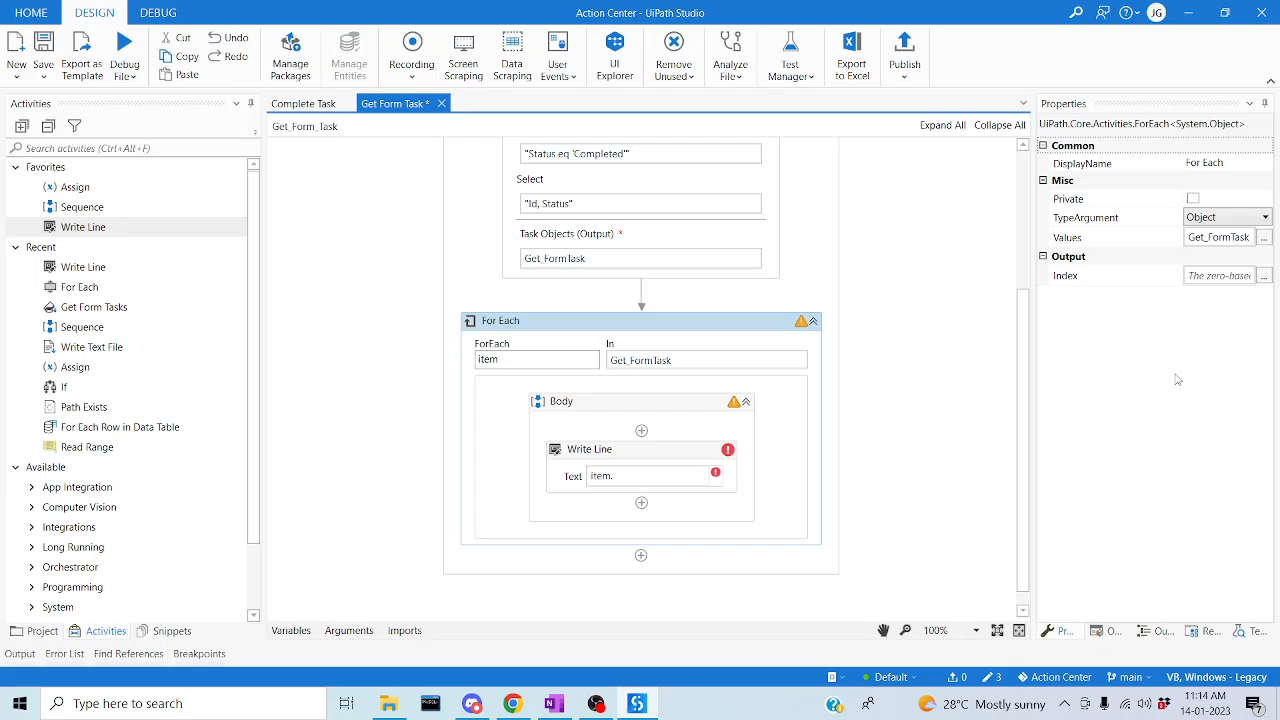 HOME DESIGN DEBUG Action Center - UiPath Studio JG
New Save Export as Template Debug File Cut Copy Paste Undo Redo Manage Packages Manage Entities Recording Screen Scraping Data Scraping User Events UI Explorer Remove Unused Analyze File Test Manager Export to Excel Publish
Activities
Search activities (Ctrl+Alt+F)
Favorites
Assign
Sequence
Write Line
Recent
Write Line
For Each
Get Form Tasks
Sequence
Write Text File
Assign
If
Path Exists
For Each Row in Data Table
Read Range
Available
App Integration
Computer Vision
Integrations
Long Running
Orchestrator
Programming
System
Project Activities Snippets
Complete Task Get Form Task *
Get_Form_Task Expand All Collapse All
"Status eq 'Completed'"
Select
"Id, Status"
Task Objects (Output) *
Get_FormTask
For Each
ForEach In
item Get_FormTask
Body
Write Line
Text item.
Variables Arguments Imports 100%
Properties
UiPath.Core.Activities.ForEach<System.Object>
Common
DisplayName For Each
Misc
Private
TypeArgument Object
Values Get_FormTask ...
Output
Index The zero-based ...
Pr... O... Ou... Re... Te...
Output Error List Find References Breakpoints
Default 0 3 Action Center main VB, Windows - Legacy
Type here to search 28°C Mostly sunny 11:14 AM
14-01-2023 7